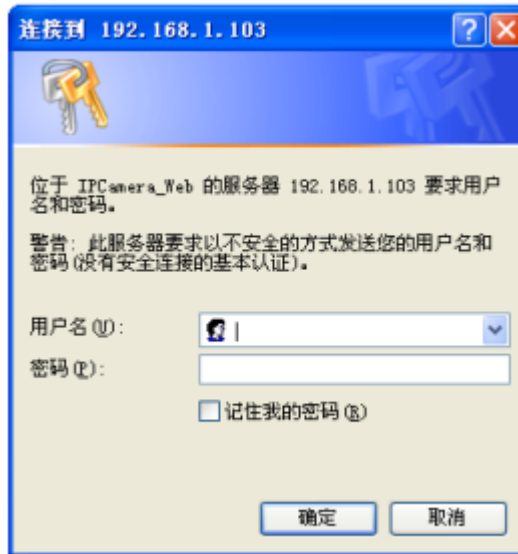 连接到 192.168.1.103
位于 IPCamera_Web 的服务器 192.168.1.103 要求用户
名和密码。
警告: 此服务器要求以不安全的方式发送您的用户名和
密码(没有安全连接的基本认证)。
用户名(U):
密码(P):
记住我的密码(R)
确定 取消